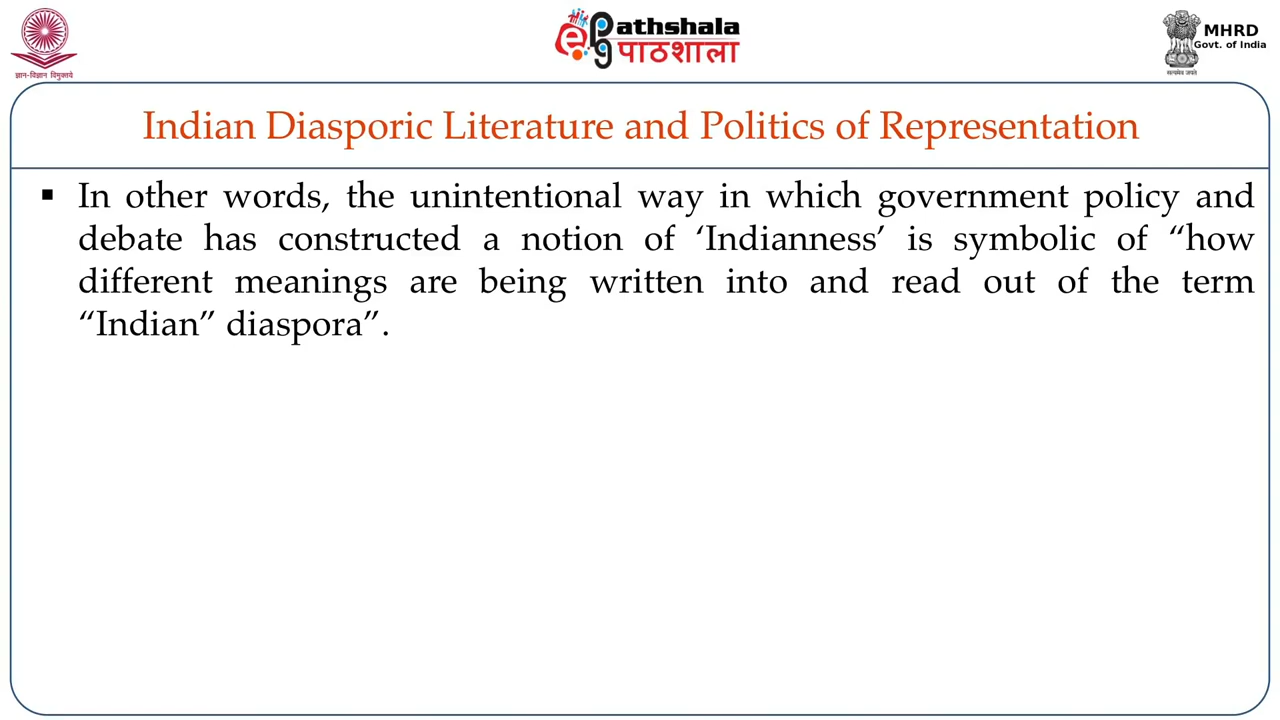 ज्ञान-विज्ञान विमुक्तये
ePG Pathshala
पाठशाला
MHRD
Govt. of India
सत्यमेव जयते
Indian Diasporic Literature and Politics of Representation
▪ In other words, the unintentional way in which government policy and
debate has constructed a notion of ‘Indianness’ is symbolic of “how
different meanings are being written into and read out of the term
“Indian” diaspora”.